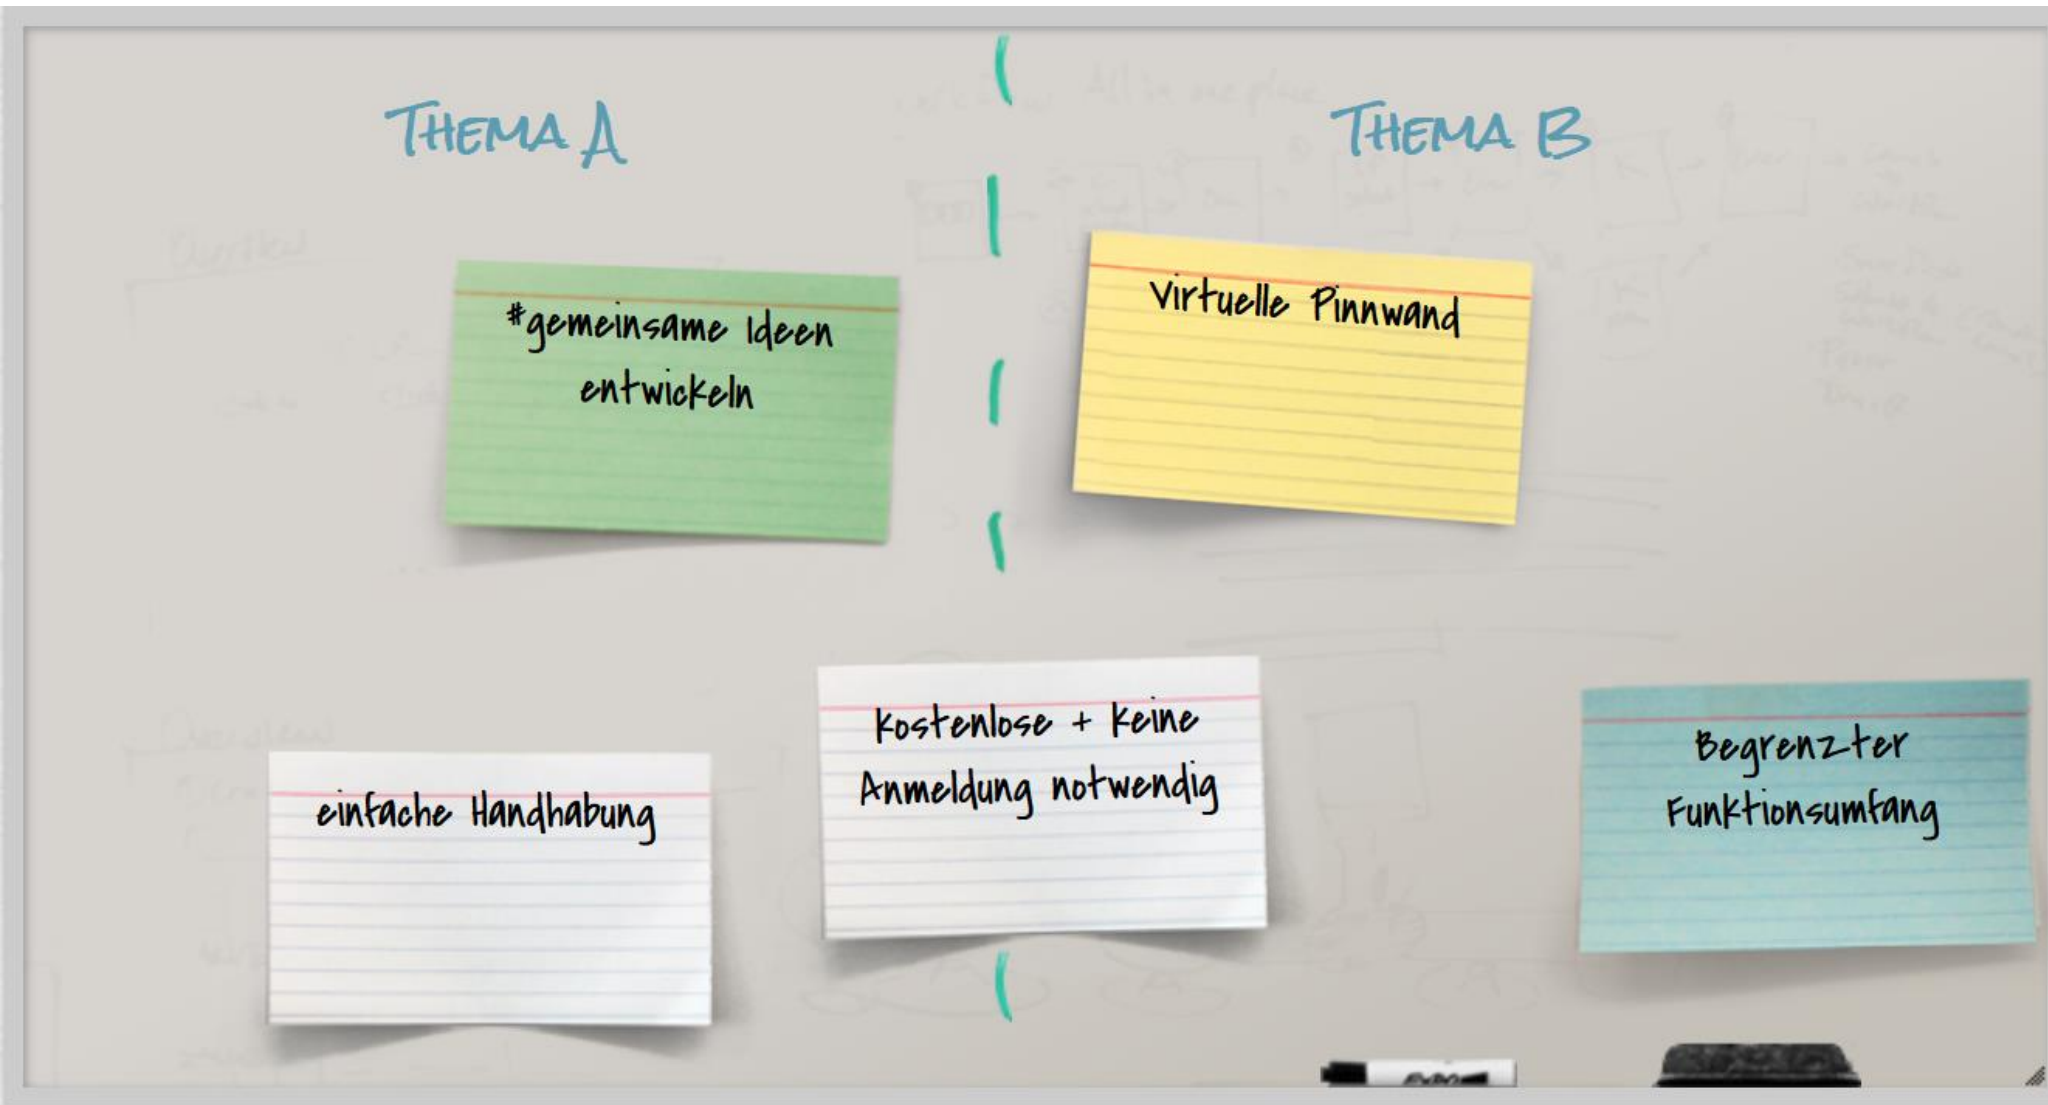 THEMA A
THEMA B
#gemeinsame Ideen
entwickeln
Virtuelle Pinnwand
einfache Handhabung
Kostenlose + Keine
Anmeldung notwendig
Begrenzter
Funktionsumfang